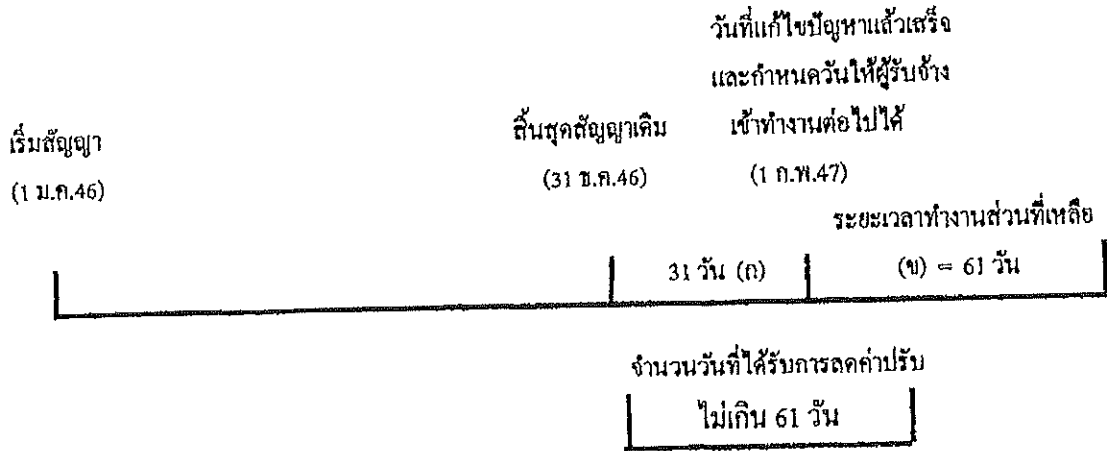 วันที่แก้ไขปัญหาแล้วเสร็จ
และกำหนดวันให้ผู้รับจ้าง
เริ่มสัญญา สิ้นสุดสัญญาเดิม เข้าทำงานต่อไปได้
(1 ม.ค.46) (31 ธ.ค.46) (1 ก.พ.47)
ระยะเวลาทำงานส่วนที่เหลือ
31 วัน (ก) (ข) = 61 วัน
จำนวนวันที่ได้รับการลดค่าปรับ
ไม่เกิน 61 วัน